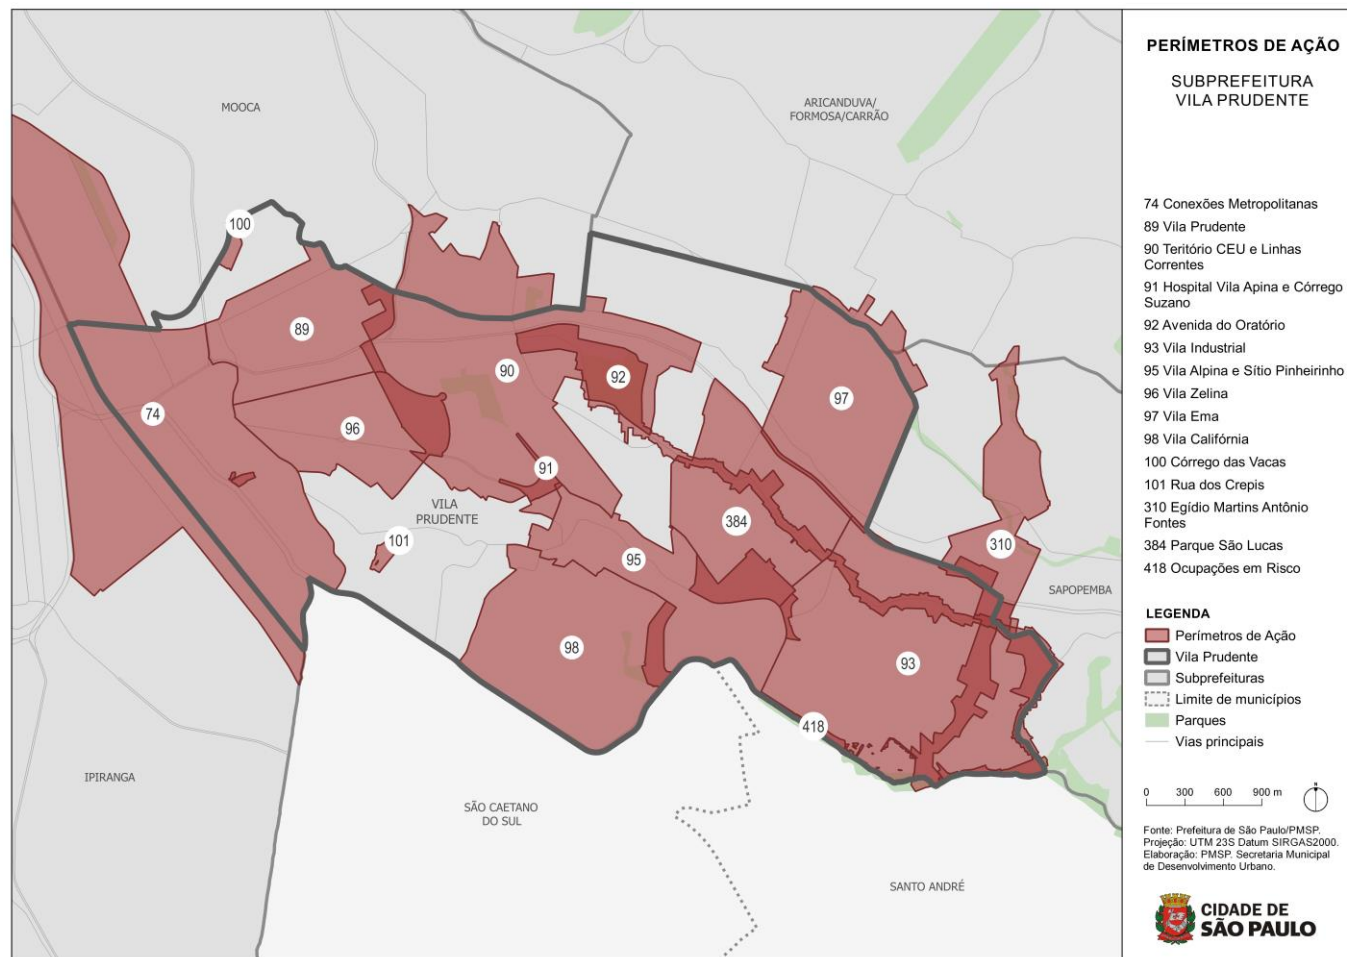 PERÍMETROS DE AÇÃO
SUBPREFEITURA
VILA PRUDENTE
74 Conexões Metropolitanas
89 Vila Prudente
90 Teritório CEU e Linhas
Correntes
91 Hospital Vila Apina e Córrego
Suzano
92 Avenida do Oratório
93 Vila Industrial
95 Vila Alpina e Sítio Pinheirinho
96 Vila Zelina
97 Vila Ema
98 Vila Califórnia
100 Córrego das Vacas
101 Rua dos Crepis
310 Egídio Martins Antônio
Fontes
384 Parque São Lucas
418 Ocupações em Risco
LEGENDA
Perímetros de Ação
Vila Prudente
Subprefeituras
Limite de municípios
Parques
Vias principais
0 300 600 900 m
Fonte: Prefeitura de São Paulo/PMSP.
Projeção: UTM 23S Datum SIRGAS2000.
Elaboração: PMSP. Secretaria Municipal
de Desenvolvimento Urbano.
CIDADE DE
SÃO PAULO
MOOCA
ARICANDUVA/
FORMOSA/CARRÃO
100
89
90
92
97
74
96
91
VILA
PRUDENTE
384
101
95
310
SAPOPEMBA
98
93
418
IPIRANGA
SÃO CAETANO
DO SUL
SANTO ANDRÉ